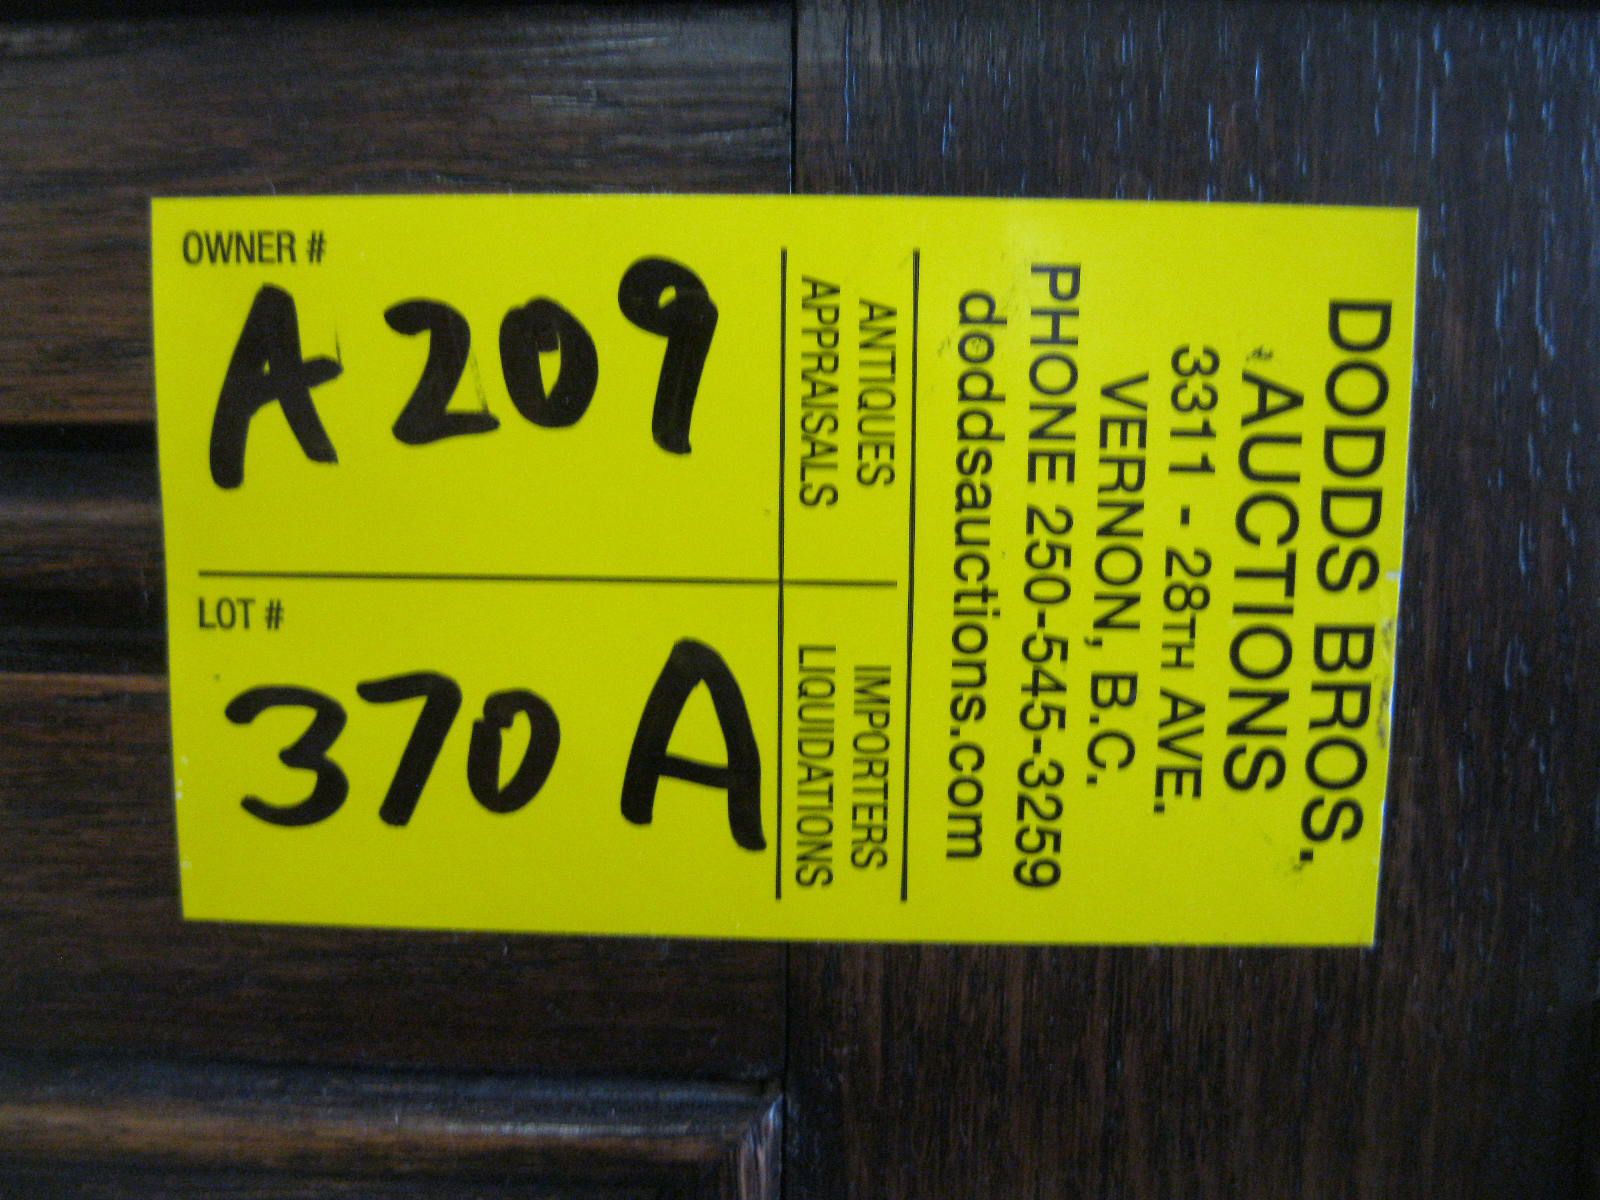 DODDS BROS.
AUCTIONS
3311 - 28TH AVE.
VERNON, B.C.
PHONE 250-545-3259
doddsauctions.com
ANTIQUES
APPRAISALS
IMPORTERS
LIQUIDATIONS
OWNER #
A209
LOT #
370 A